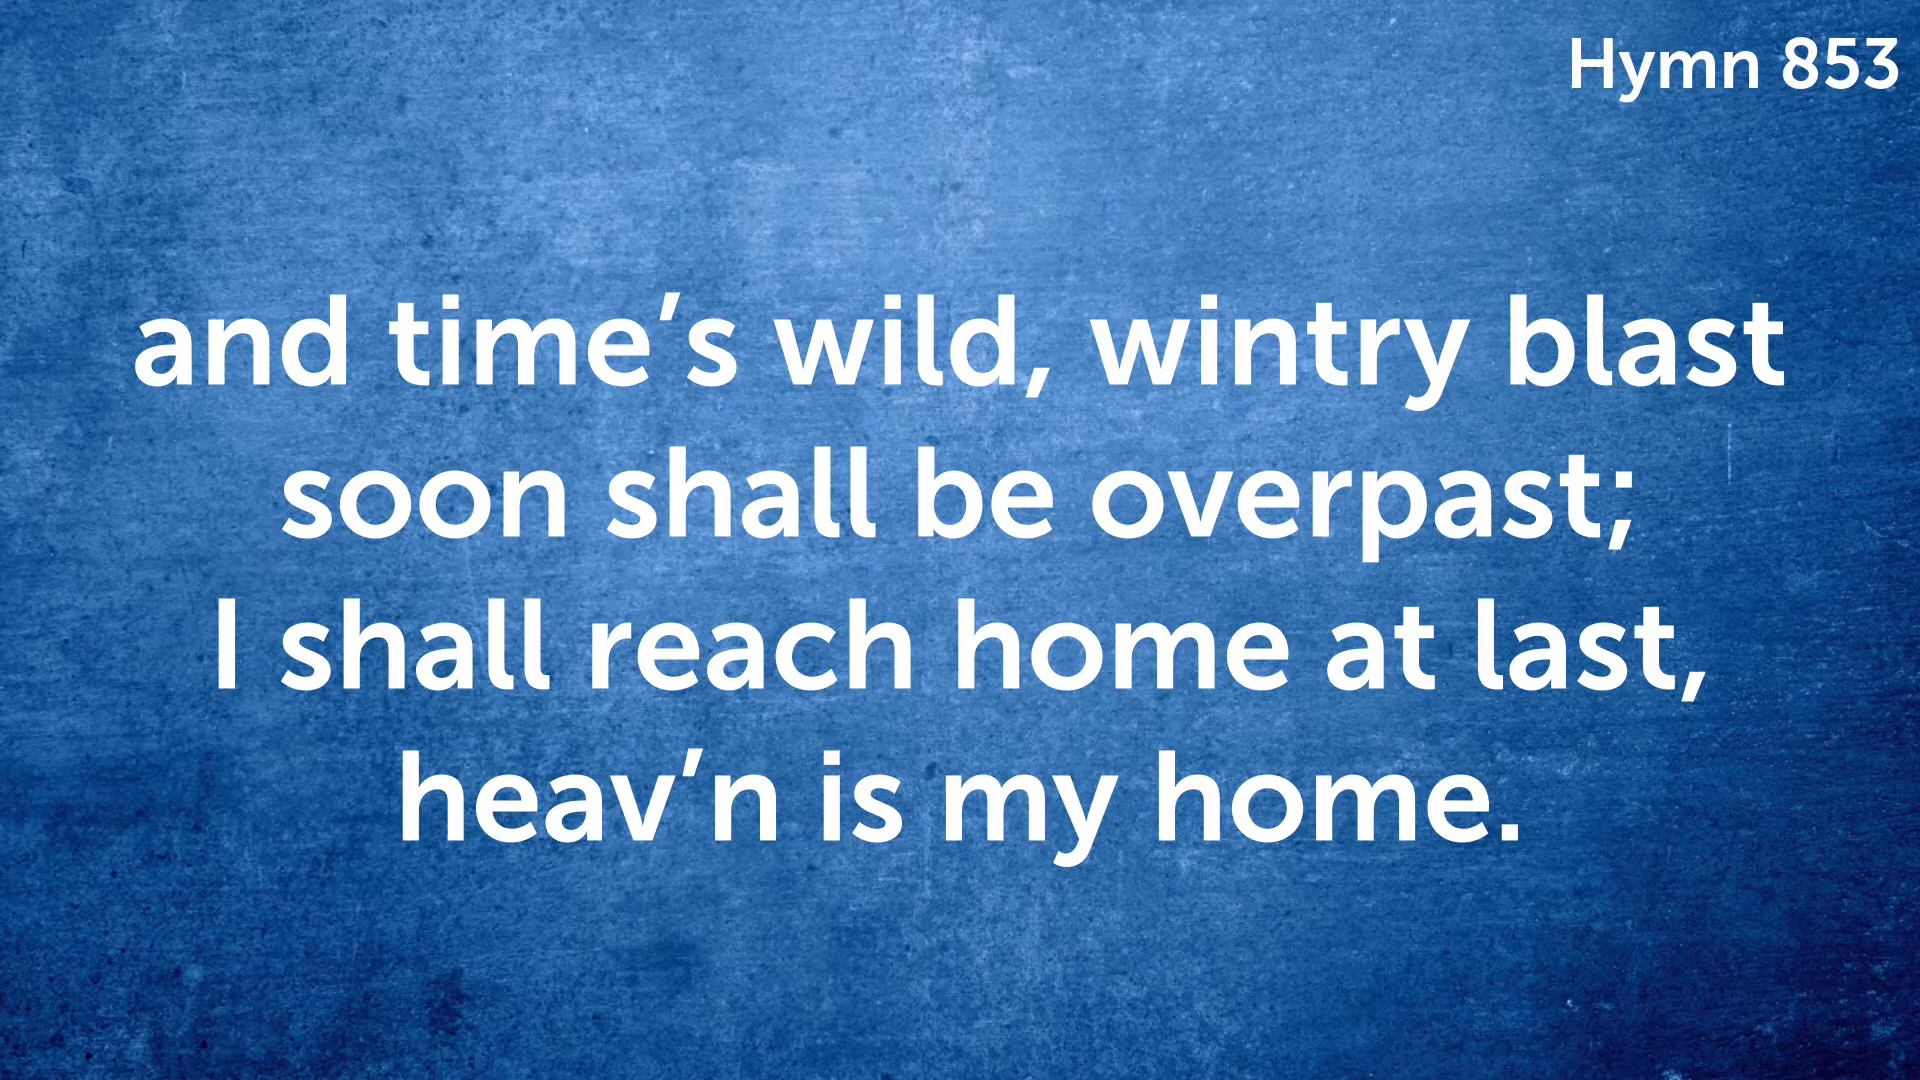 Hymn 853
and time’s wild, wintry blast
soon shall be overpast;
I shall reach home at last,
heav’n is my home.